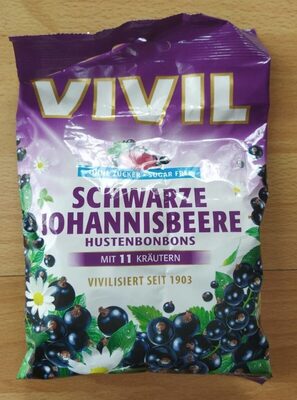 VIVIL
OHNE ZUCKER • SUGAR FREE
SCHWARZE
JOHANNISBEERE
HUSTENBONBONS
MIT 11 KRÄUTERN
VIVILISIERT SEIT 1903